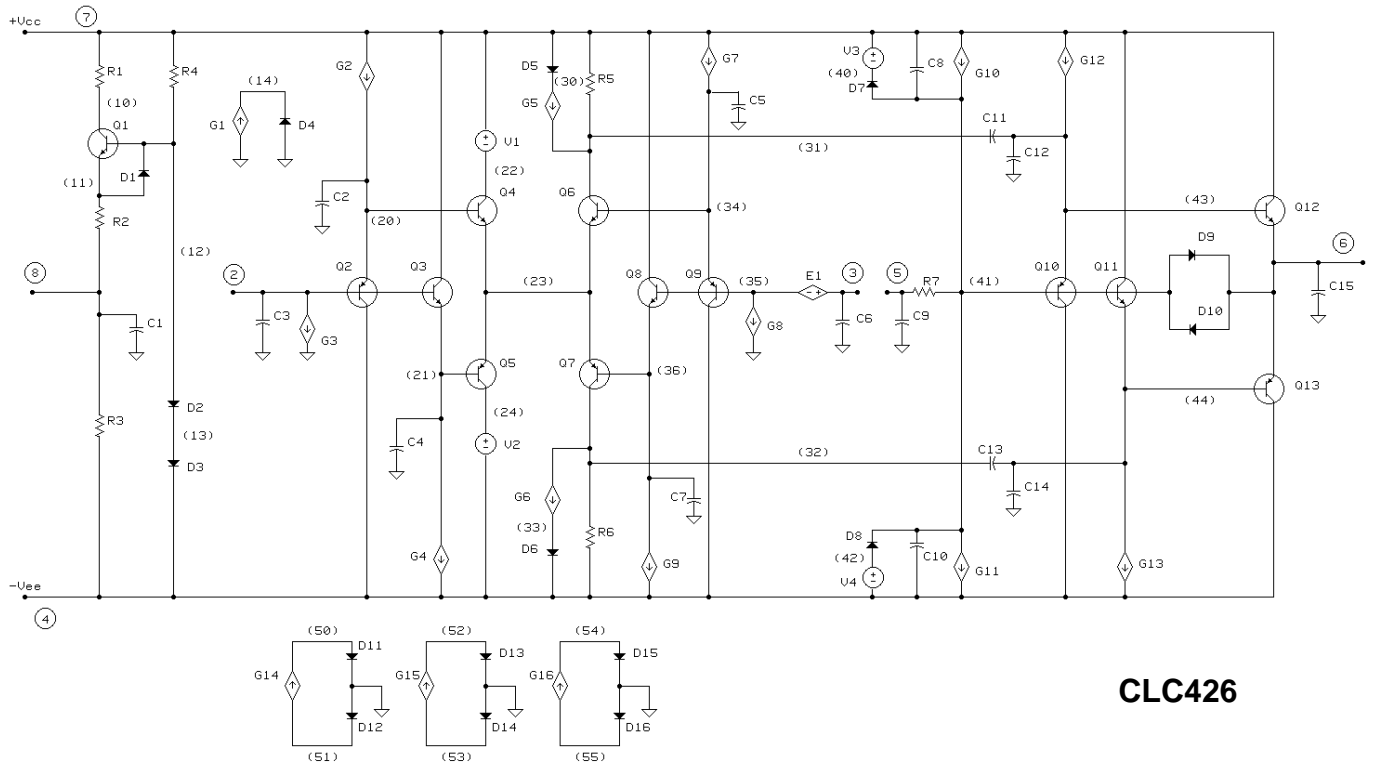 +Vcc
7
R1
R4
(10)
Q1
(14)
G1
D4
G2
V1
D5
(30)
R5
G5
G7
C5
V3
(40)
D7
C8
G10
G12
C11
(31)
C12
D1
(11)
R2
(12)
C2
(20)
(22)
Q4
Q6
(34)
(43)
Q12
D9
6
8
2
Q2
Q3
(23)
Q8
Q9
(35)
E1
3
5
R7
(41)
Q10
Q11
C1
C3
G3
G8
C6
C9
D10
C15
(21)
Q5
Q7
(36)
(44)
Q13
R3
D2
(13)
D3
C4
(24)
V2
(32)
C13
C14
G6
(33)
D6
R6
C7
G4
G9
D8
(42)
V4
C10
G11
G13
-Vee
4
(50)
D11
G14
D12
(51)
(52)
D13
G15
D14
(53)
(54)
D15
G16
D16
(55)
CLC426